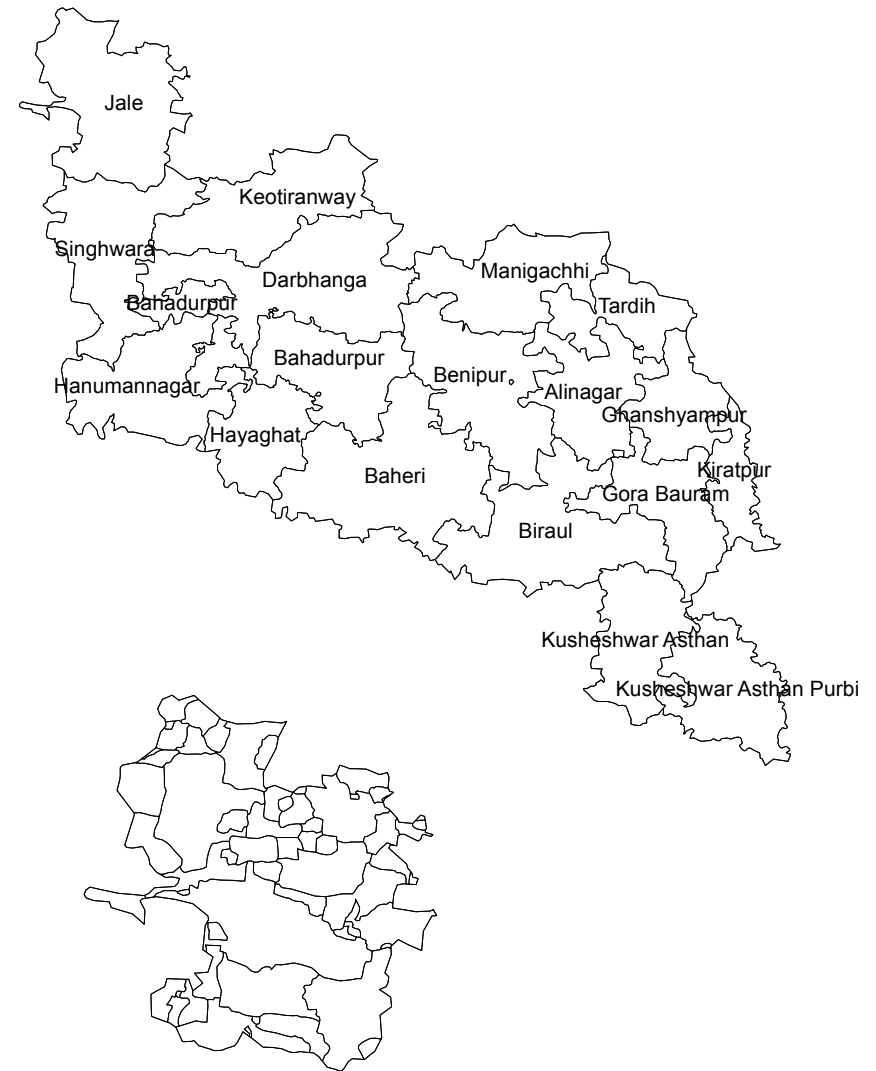 Jale
Keotiranway
Singhwara
Manigachhi
Darbhanga
Bahadurpur
Tardih
Bahadurpur
Benipur
Hanumannagar
Alinagar
Ghanshyampur
Hayaghat
Kiratpur
Baheri
Gora Bauram
Biraul
Kusheshwar Asthan
Kusheshwar Asthan Purbi